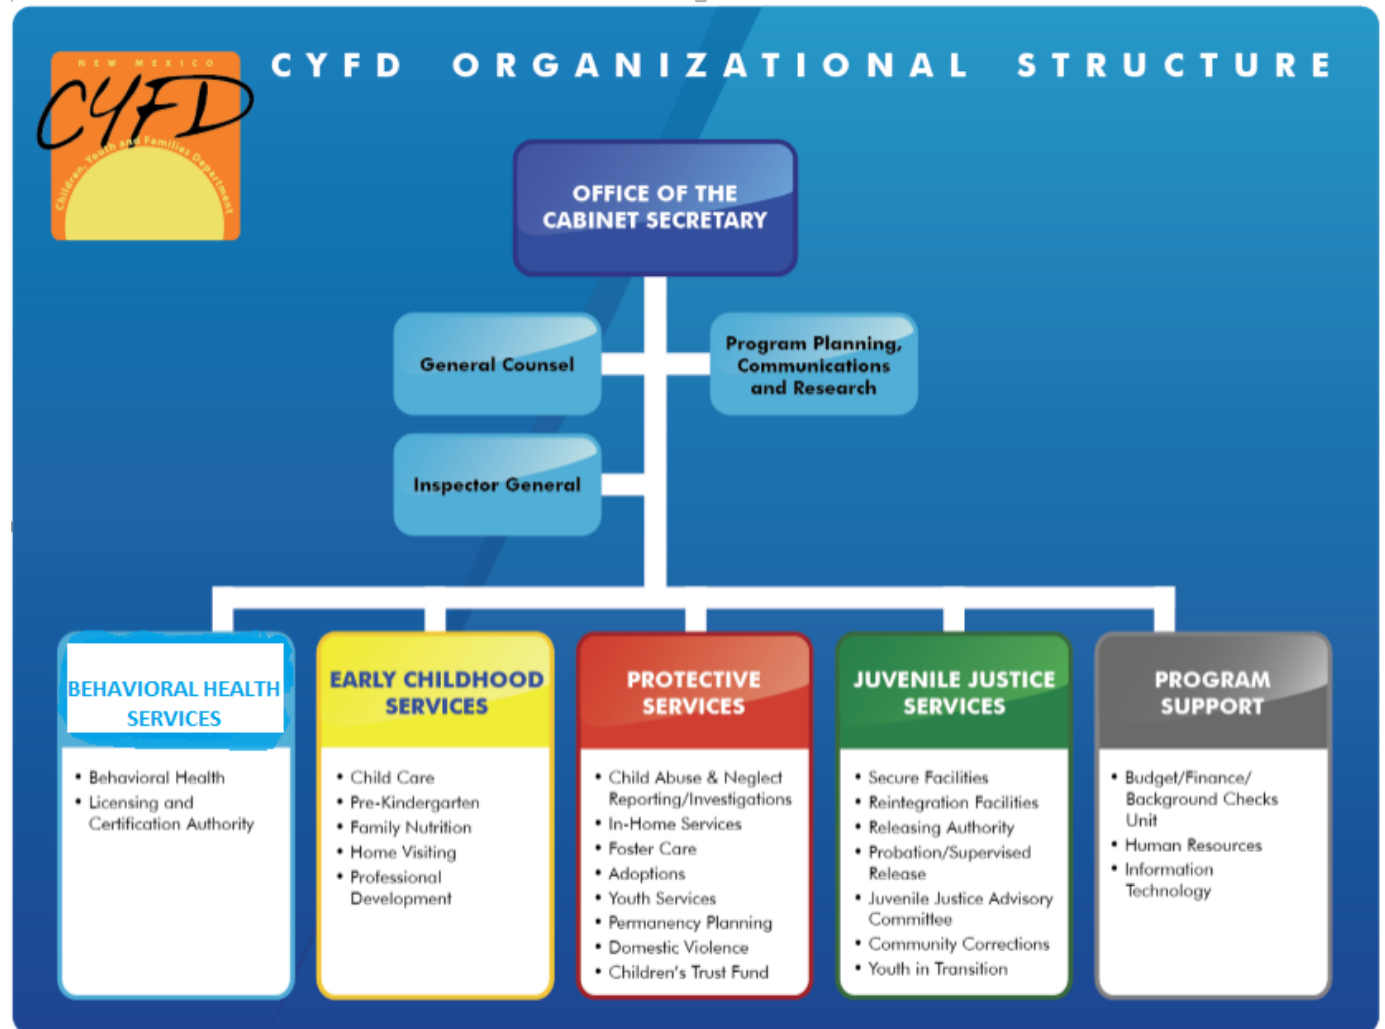 NEW MEXICO
CYFD
Children, Youth and Families Department
CYFD ORGANIZATIONAL STRUCTURE
OFFICE OF THE
CABINET SECRETARY
General Counsel
Program Planning,
Communications
and Research
Inspector General
BEHAVIORAL HEALTH
SERVICES
• Behavioral Health
• Licensing and
Certification Authority
EARLY CHILDHOOD
SERVICES
• Child Care
• Pre-Kindergarten
• Family Nutrition
• Home Visiting
• Professional
Development
PROTECTIVE
SERVICES
• Child Abuse & Neglect
Reporting/Investigations
• In-Home Services
• Foster Care
• Adoptions
• Youth Services
• Permanency Planning
• Domestic Violence
• Children's Trust Fund
JUVENILE JUSTICE
SERVICES
• Secure Facilities
• Reintegration Facilities
• Releasing Authority
• Probation/Supervised
Release
• Juvenile Justice Advisory
Committee
• Community Corrections
• Youth in Transition
PROGRAM
SUPPORT
• Budget/Finance/
Background Checks
Unit
• Human Resources
• Information
Technology